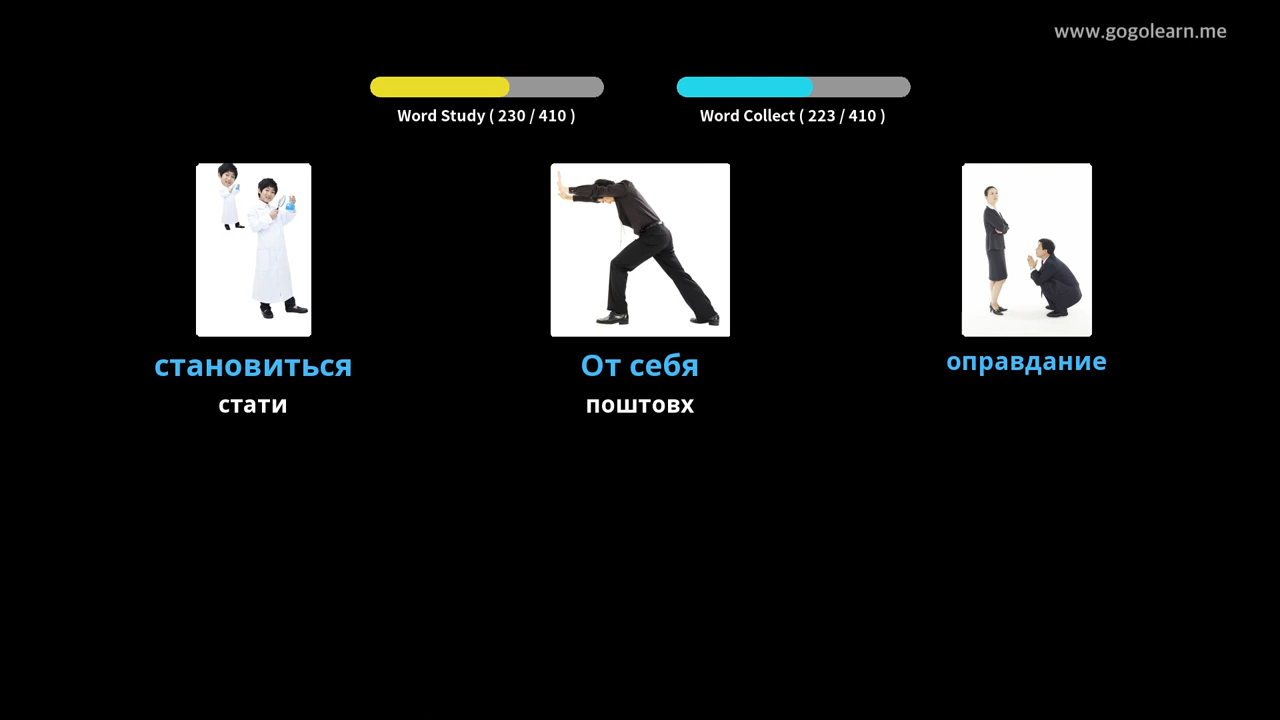 www.gogolearn.me
Word Study ( 230 / 410 )
Word Collect ( 223 / 410 )
становиться
От себя
оправдание
стати
поштовх